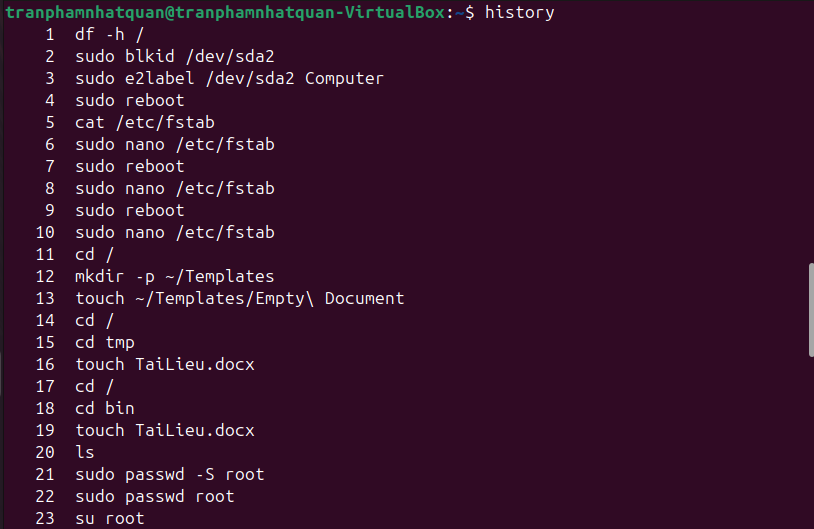 tranphamnhatquan@tranphamnhatquan-VirtualBox:~$ history
1 df -h /
2 sudo blkid /dev/sda2
3 sudo e2label /dev/sda2 Computer
4 sudo reboot
5 cat /etc/fstab
6 sudo nano /etc/fstab
7 sudo reboot
8 sudo nano /etc/fstab
9 sudo reboot
10 sudo nano /etc/fstab
11 cd /
12 mkdir -p ~/Templates
13 touch ~/Templates/Empty\ Document
14 cd /
15 cd tmp
16 touch TaiLieu.docx
17 cd /
18 cd bin
19 touch TaiLieu.docx
20 ls
21 sudo passwd -S root
22 sudo passwd root
23 su root